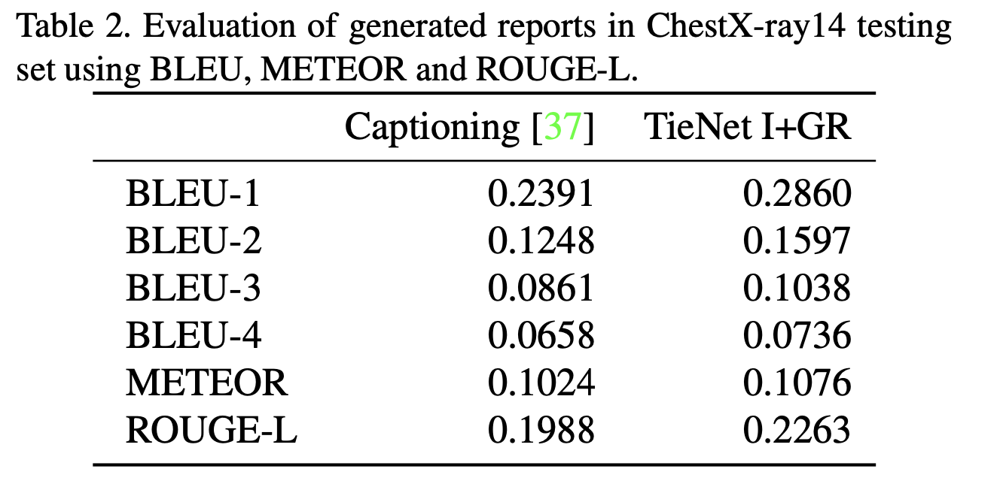 Table 2. Evaluation of generated reports in ChestX-ray14 testing
set using BLEU, METEOR and ROUGE-L.
Captioning [37] TieNet I+GR
BLEU-1 0.2391 0.2860
BLEU-2 0.1248 0.1597
BLEU-3 0.0861 0.1038
BLEU-4 0.0658 0.0736
METEOR 0.1024 0.1076
ROUGE-L 0.1988 0.2263